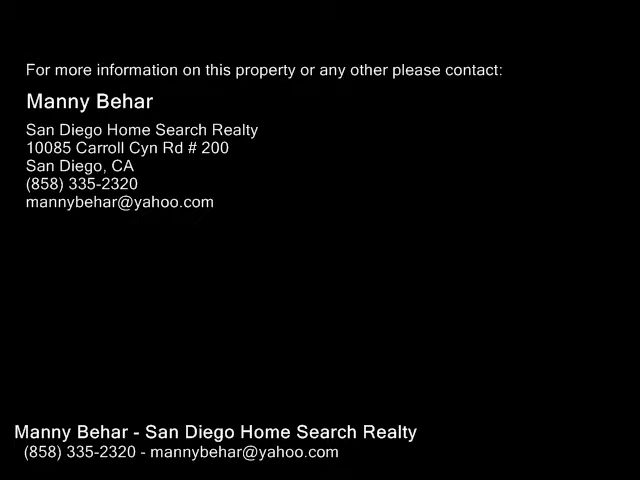 For more information on this property or any other please contact:
Manny Behar
San Diego Home Search Realty
10085 Carroll Cyn Rd # 200
San Diego, CA
(858) 335-2320
mannybehar@yahoo.com
Manny Behar - San Diego Home Search Realty
(858) 335-2320 - mannybehar@yahoo.com